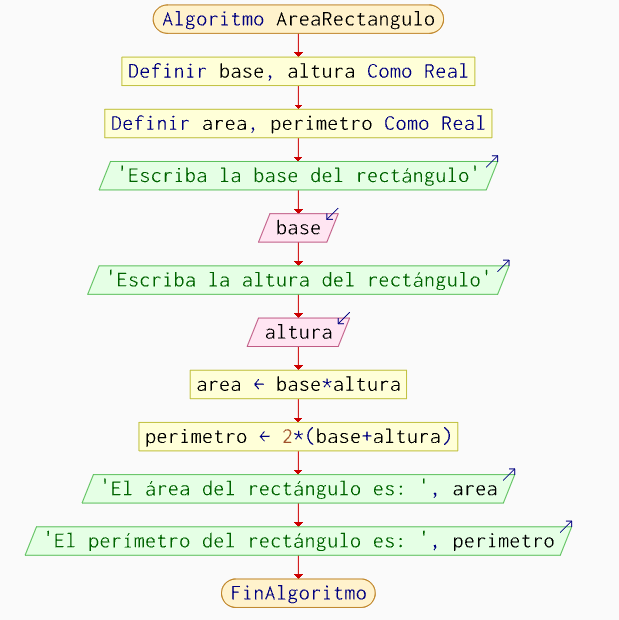 Algoritmo AreaRectangulo
Definir base, altura Como Real
Definir area, perimetro Como Real
'Escriba la base del rectángulo'
base
'Escriba la altura del rectángulo'
altura
area ← base*altura
perimetro ← 2*(base+altura)
'El área del rectángulo es: ', area
'El perímetro del rectángulo es: ', perimetro
FinAlgoritmo